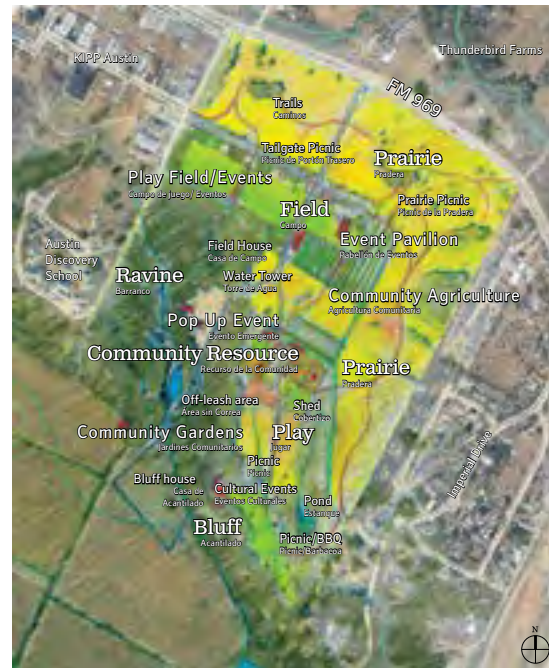 KIPP Austin
Thunderbird Farms
FM 969
Trails
Caminos
Tailgate Picnic
Picnic de Portón Trasero
Prairie
Pradera
Play Field/Events
Campo de juego/ Eventos
Prairie Picnic
Picnic de la Pradera
Field
Campo
Event Pavilion
Pabellón de Eventos
Austin
Discovery
School
Field House
Casa de Campo
Ravine
Barranco
Water Tower
Torre de Agua
Community Agriculture
Agricultura Comunitaria
Pop Up Event
Evento Emergente
Community Resource
Recurso de la Comunidad
Prairie
Pradera
Off-leash area
Área sin Correa
Shed
Cobertizo
Community Gardens
Jardines Comunitarios
Play
Jugar
Imperial Drive
Picnic
Picnic
Bluff house
Casa de
Acantilado
Cultural Events
Eventos Culturales
Pond
Estanque
Bluff
Acantilado
Picnic/BBQ
Picnic/Barbacoa
N